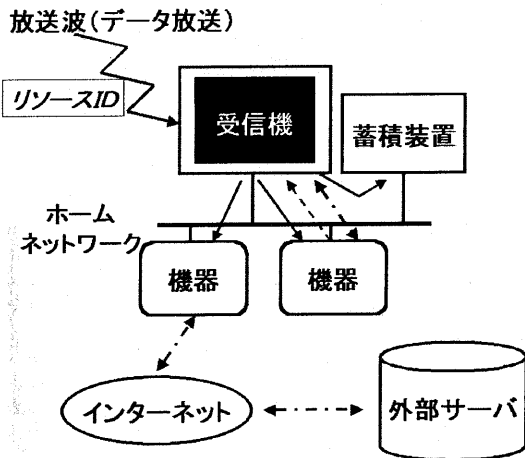 放送波(データ放送)
リソースID
受信機
蓄積装置
ホーム
ネットワーク
機器
機器
インターネット
外部サーバ